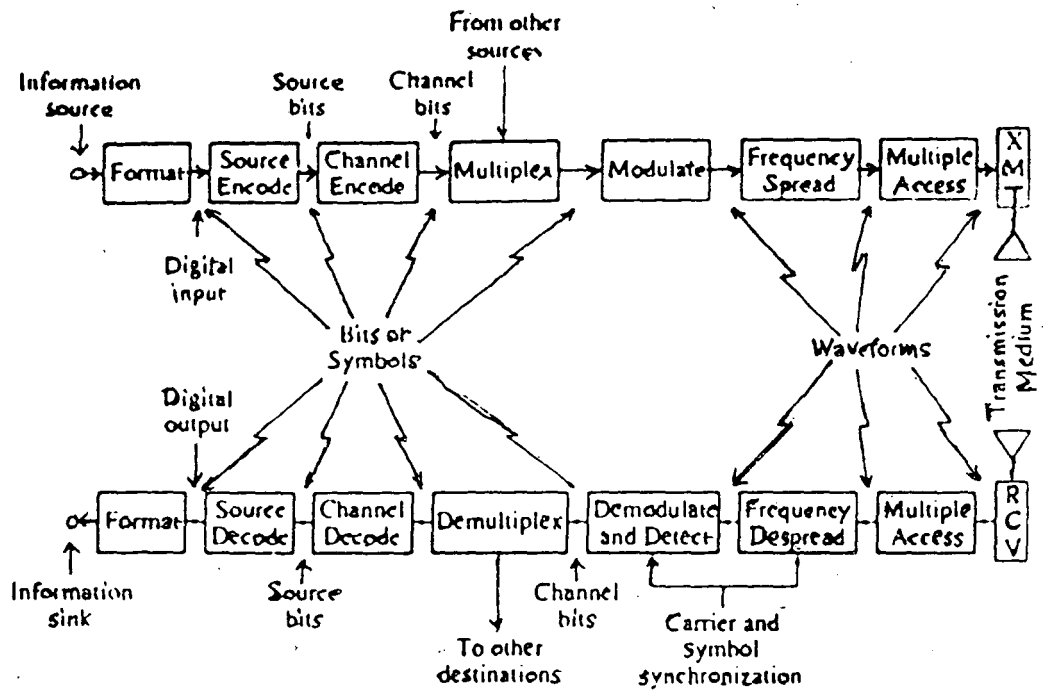 From other
sources
Information
source
Source
bits
Channel
bits
Format
Source
Encode
Channel
Encode
Multiplex
Modulate
Frequency
Spread
Multiple
Access
XMT
Digital
input
Bits or
Symbols
Waveforms
Transmission
Medium
Digital
output
Format
Source
Decode
Channel
Decode
Demultiplex
Demodulate
and Detect
Frequency
Despread
Multiple
Access
RCV
Information
sink
Source
bits
Channel
bits
Carrier and
symbol
synchronization
To other
destinations